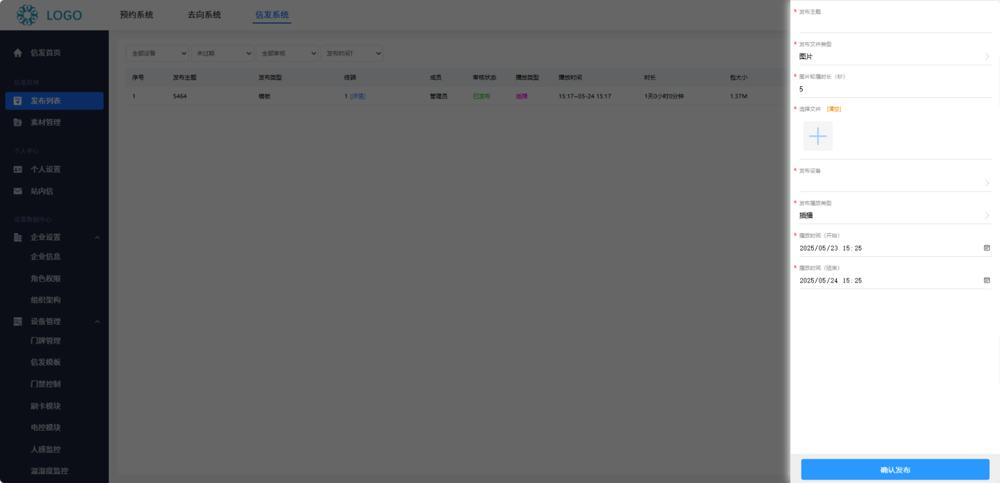 LOGO
预约系统 去向系统 信发系统
信发首页
信发应用
发布列表
素材管理
个人中心
个人设置
站内信
设置数据中心
企业设置
企业信息
角色权限
组织架构
设备管理
门牌管理
信发模板
门禁控制
刷卡模块
电控模块
人感监控
温湿度监控
全部设备 未过期 全部审核 发布时间↑
序号 发布主题 发布类型 终端 成员 审核状态 播放类型 播放时间 时长 包大小
1 5464 模板 1 [详情] 管理员 已发布 插播 15:17~05-24 15:17 1天0小时0分钟 1.37M
* 发布主题
* 发布文件类型
图片
* 图片轮播时长（秒）
5
* 选择文件 [清空]
* 发布设备
* 发布播放类型
插播
* 播放时间（开始）
2025/05/23 15:25
* 播放时间（结束）
2025/05/24 15:25
确认发布